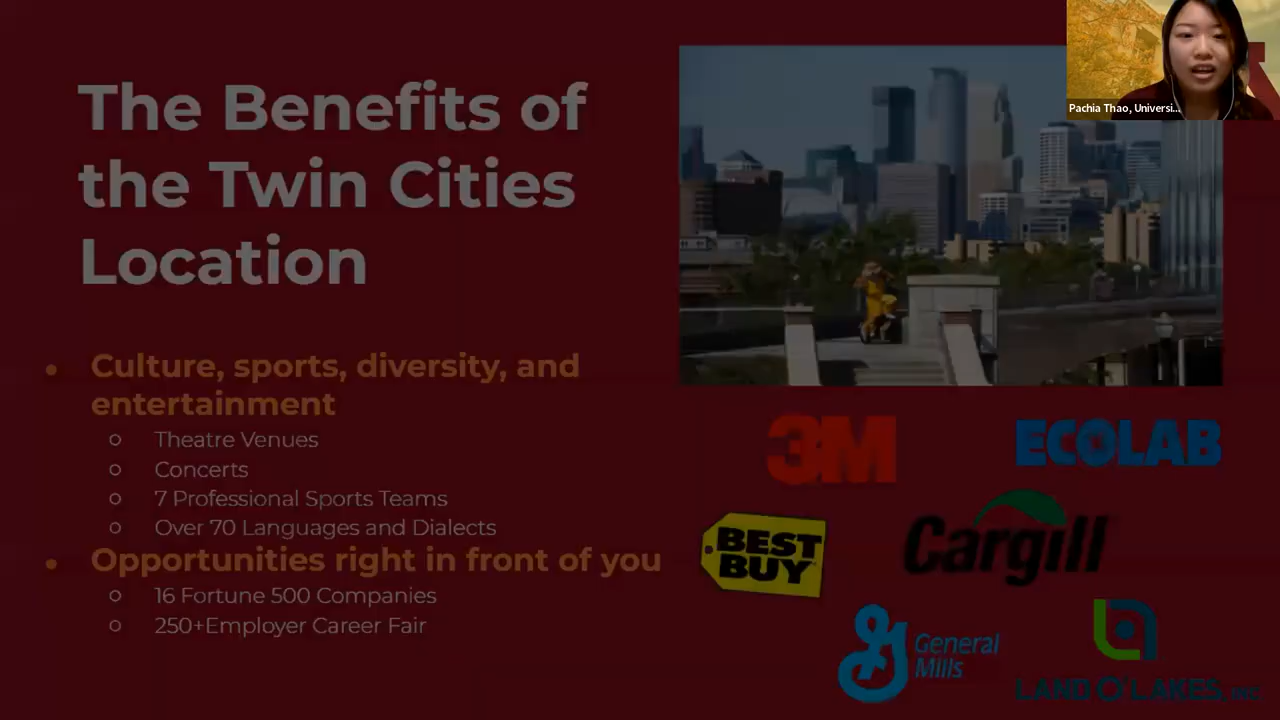 The Benefits of
the Twin Cities
Location
• Culture, sports, diversity, and
entertainment
○ Theatre Venues
○ Concerts
○ 7 Professional Sports Teams
○ Over 70 Languages and Dialects
• Opportunities right in front of you
○ 16 Fortune 500 Companies
○ 250+Employer Career Fair
Pachia Thao, Universi...
3M
ECOLAB
BEST
BUY
Cargill
General
Mills
LAND O'LAKES, INC